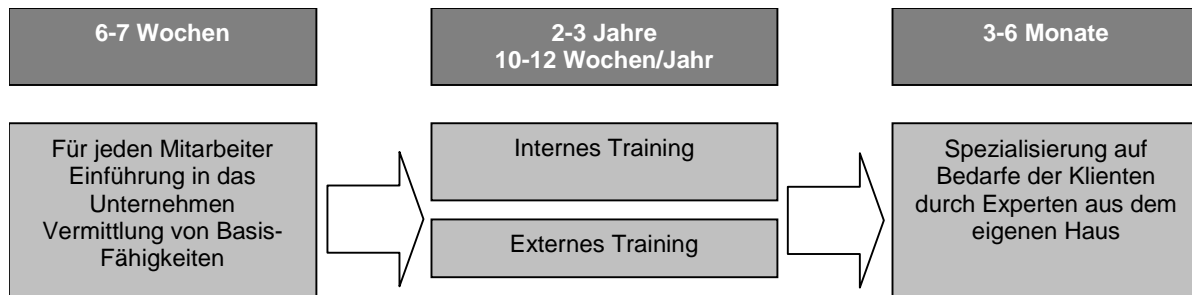 6-7 Wochen
2-3 Jahre
10-12 Wochen/Jahr
3-6 Monate
Für jeden Mitarbeiter
Einführung in das
Unternehmen
Vermittlung von Basis-
Fähigkeiten
Internes Training
Externes Training
Spezialisierung auf
Bedarfe der Klienten
durch Experten aus dem
eigenen Haus